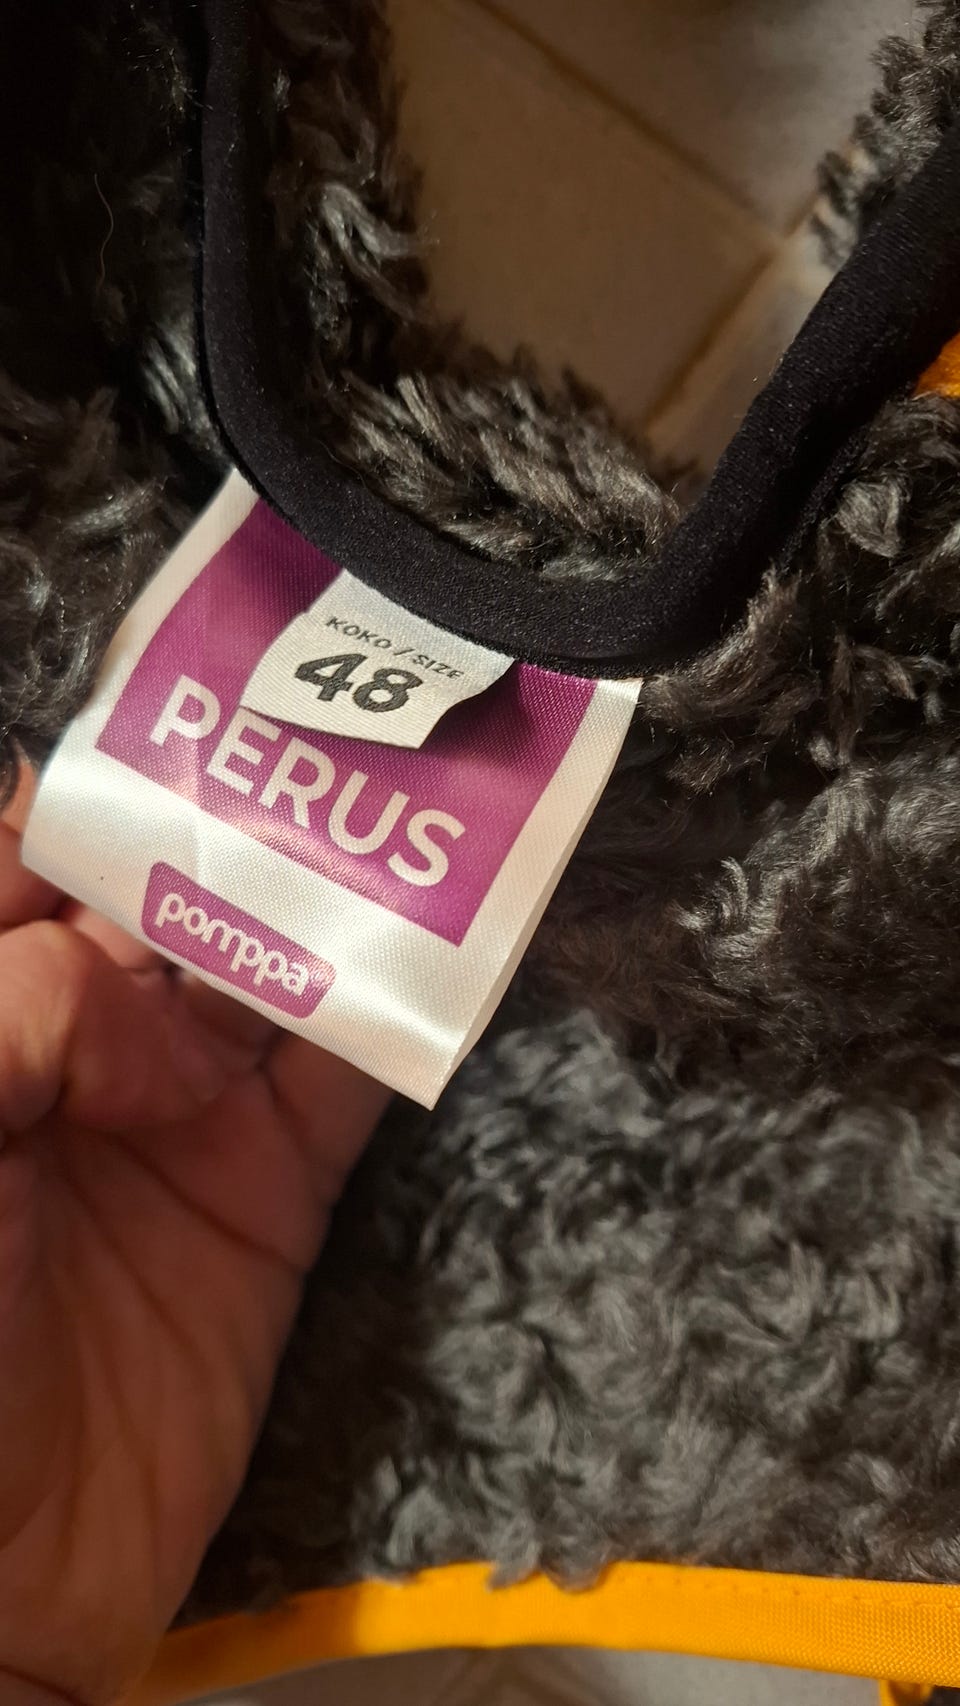 KOKO / SIZE
48
PERUS
pomppa